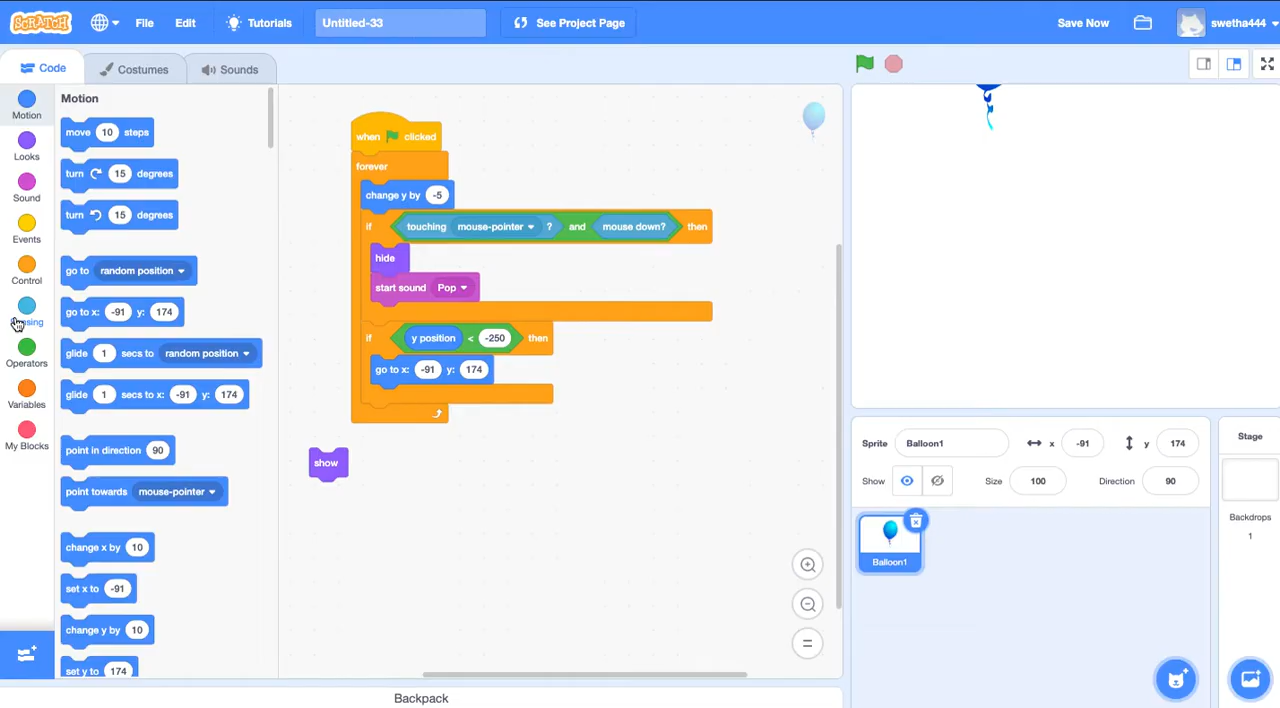 SCRATCH File Edit Tutorials Untitled-33 See Project Page Save Now swetha444
Code Costumes Sounds
Motion
Looks
Sound
Events
Control
Operators
Variables
My Blocks
Motion
move 10 steps
turn 15 degrees
turn 15 degrees
go to random position
go to x: -91 y: 174
glide 1 secs to random position
glide 1 secs to x: -91 y: 174
point in direction 90
point towards mouse-pointer
change x by 10
set x to -91
change y by 10
set y to 174
when clicked
forever
change y by -5
if touching mouse-pointer ? and mouse down? then
hide
start sound Pop
if y position < -250 then
go to x: -91 y: 174
show
Backpack
Sprite Balloon1 x -91 y 174
Show Size 100 Direction 90
Balloon1
Stage
Backdrops
1